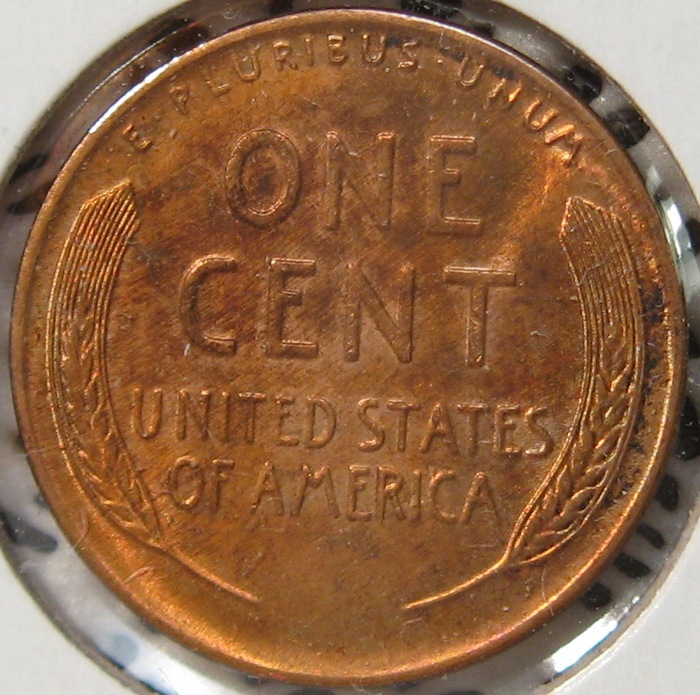 E·PLURIBUS·UNUM
ONE
CENT
UNITED STATES
OF AMERICA